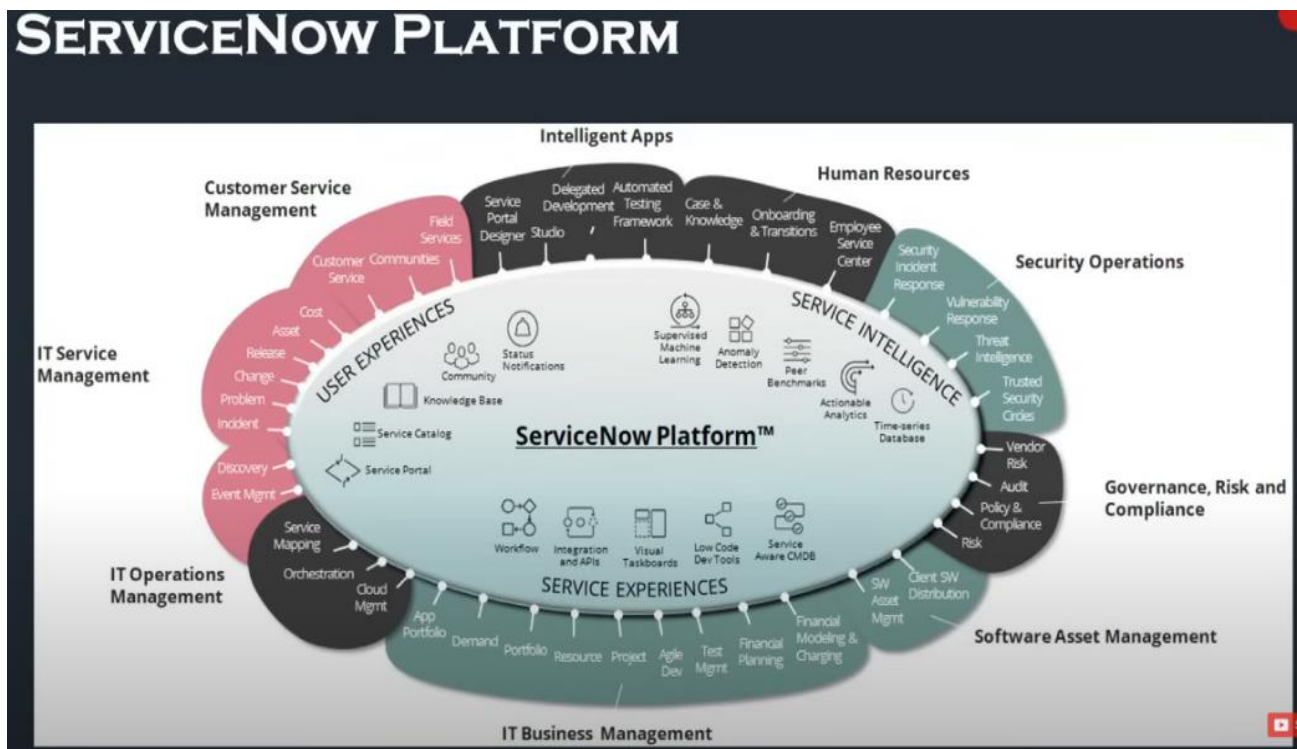 SERVICENOW PLATFORM
Intelligent Apps
Customer Service
Management
Human Resources
Security Operations
IT Service
Management
Governance, Risk and
Compliance
IT Operations
Management
Software Asset Management
IT Business Management
Field
Services
Communities
Customer
Service
Service
Portal
Designer
Studio
Delegated
Development
Automated
Testing
Framework
Case &
Knowledge
Onboarding
& Transitions
Employee
Service
Center
Security
Incident
Response
Vulnerability
Response
Threat
Intelligence
Trusted
Security
Circles
Vendor
Risk
Audit
Policy &
Compliance
Risk
Client SW
Distribution
SW
Asset
Mgmt
Financial
Modeling &
Charging
Financial
Planning
Test
Mgmt
Agile
Dev
Project
Resource
Portfolio
Demand
App
Portfolio
Cloud
Mgmt
Orchestration
Service
Mapping
Event Mgmt
Discovery
Incident
Problem
Change
Release
Asset
Cost
USER EXPERIENCES
Status
Notifications
Community
Knowledge Base
Service Catalog
Service Portal
SERVICE INTELLIGENCE
Supervised
Machine
Learning
Anomaly
Detection
Peer
Benchmarks
Actionable
Analytics
Time-series
Database
ServiceNow Platform™
Workflow
Integration
and APIs
Visual
Taskboards
Low Code
Dev Tools
Service
Aware CMDB
SERVICE EXPERIENCES